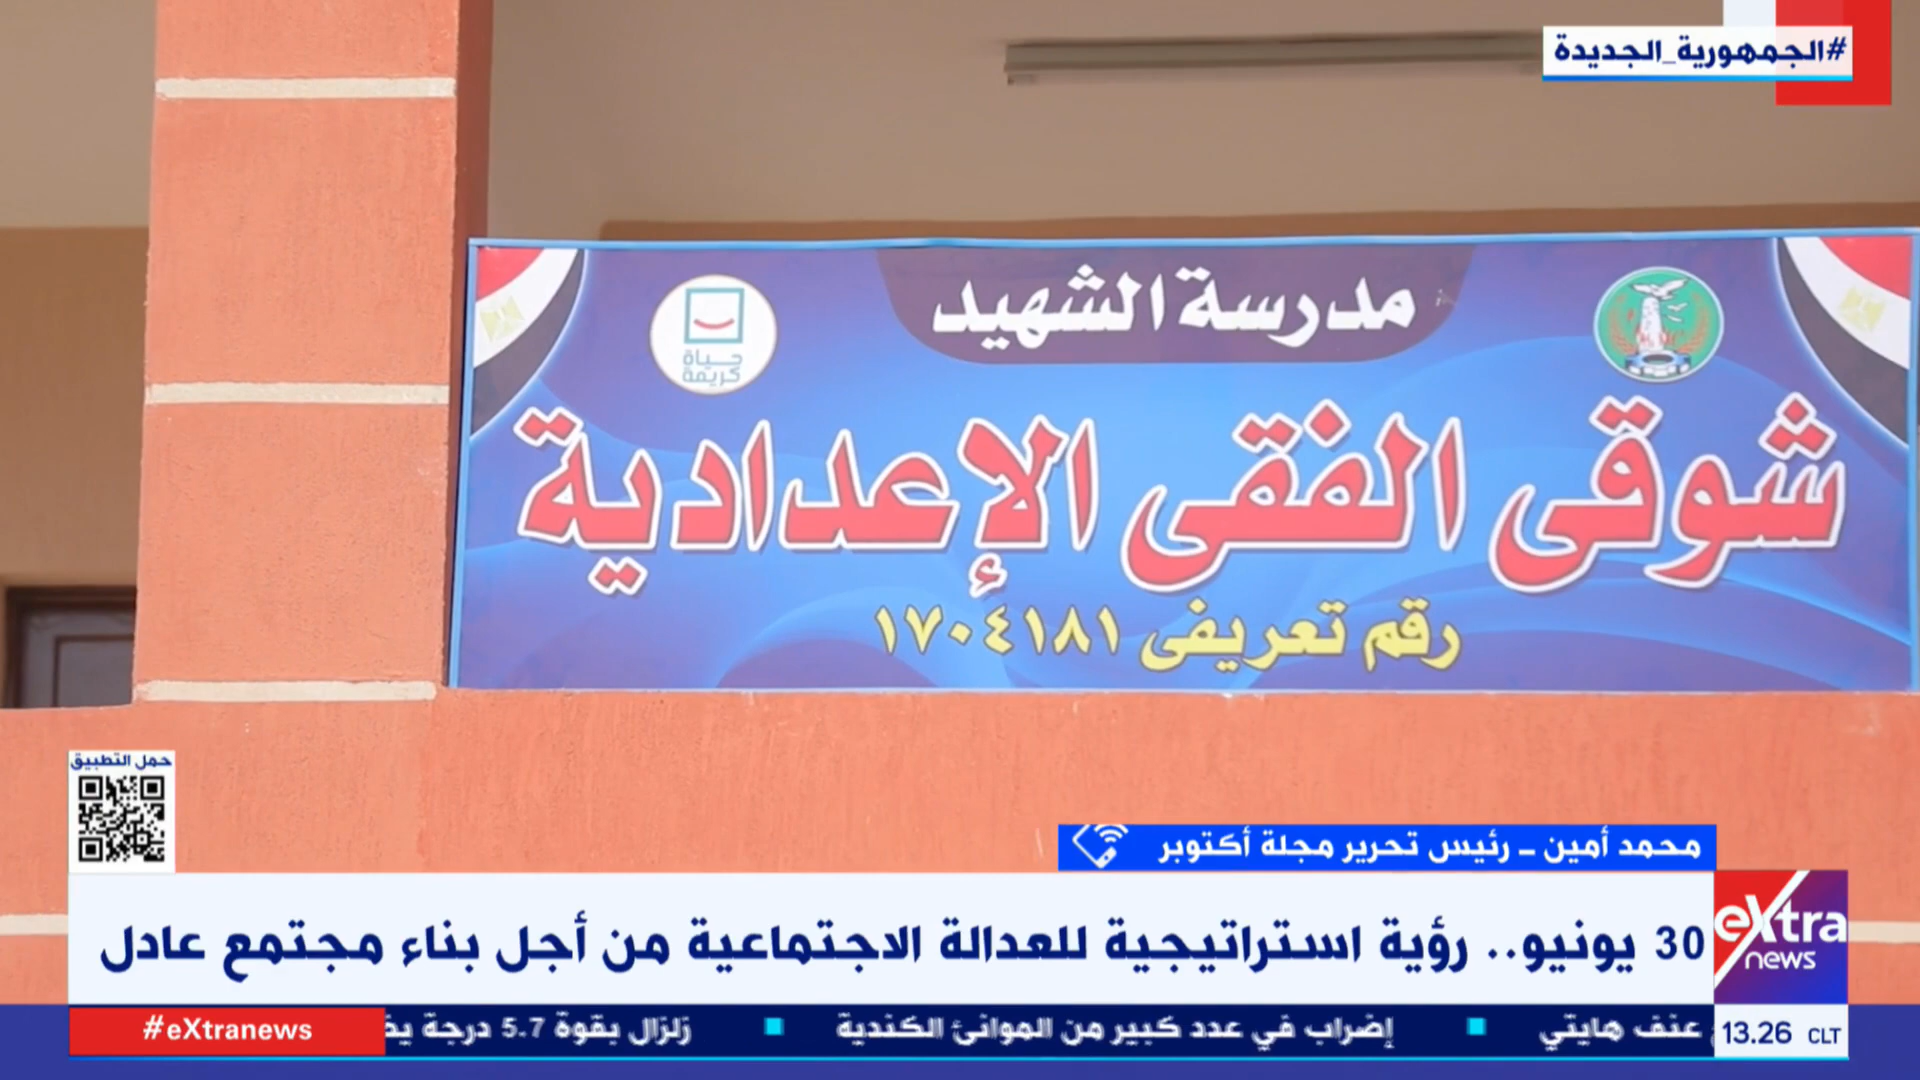 #الجمهورية_الجديدة
مدرسة الشهيد
حياة
كريمة
شوقى الفقى الإعدادية
رقم تعريفى ١٧٠٤١٨١
حمل التطبيق
محمد أمين - رئيس تحرير مجلة أكتوبر
30 يونيو.. رؤية استراتيجية للعدالة الاجتماعية من أجل بناء مجتمع عادل
eXtra
news
عنف هايتي
إضراب في عدد كبير من الموانئ الكندية
زلزال بقوة 5.7 درجة
#eXtranews
13.26 CLT